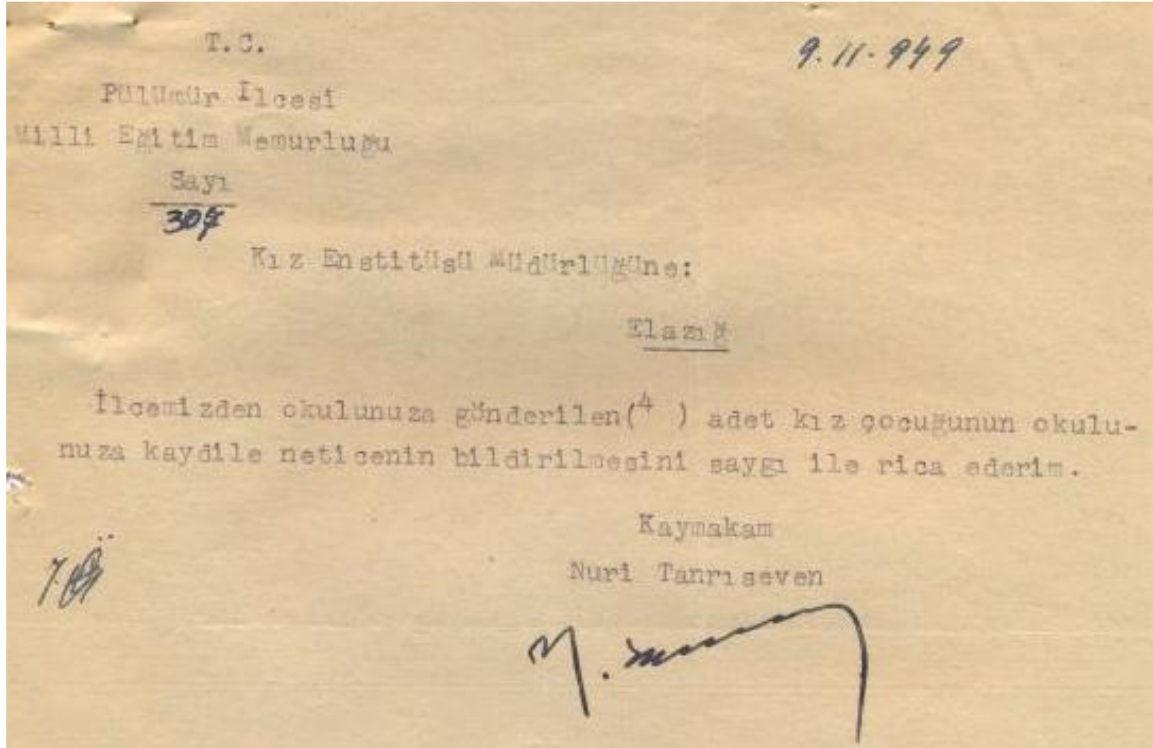 T.C.
9.11.949
Pülümür İlcesi
Milli Eğitim Memurluğu
Sayı
307
Kız Enstitüsü Müdürlüğüne:
Elazığ
İlcemizden okulunuza gönderilen(4 ) adet kız çocuğunun okulu-
nuza kaydile neticenin bildirilmesini saygı ile rica ederim.
Kaymakam
Nuri Tanrıseven